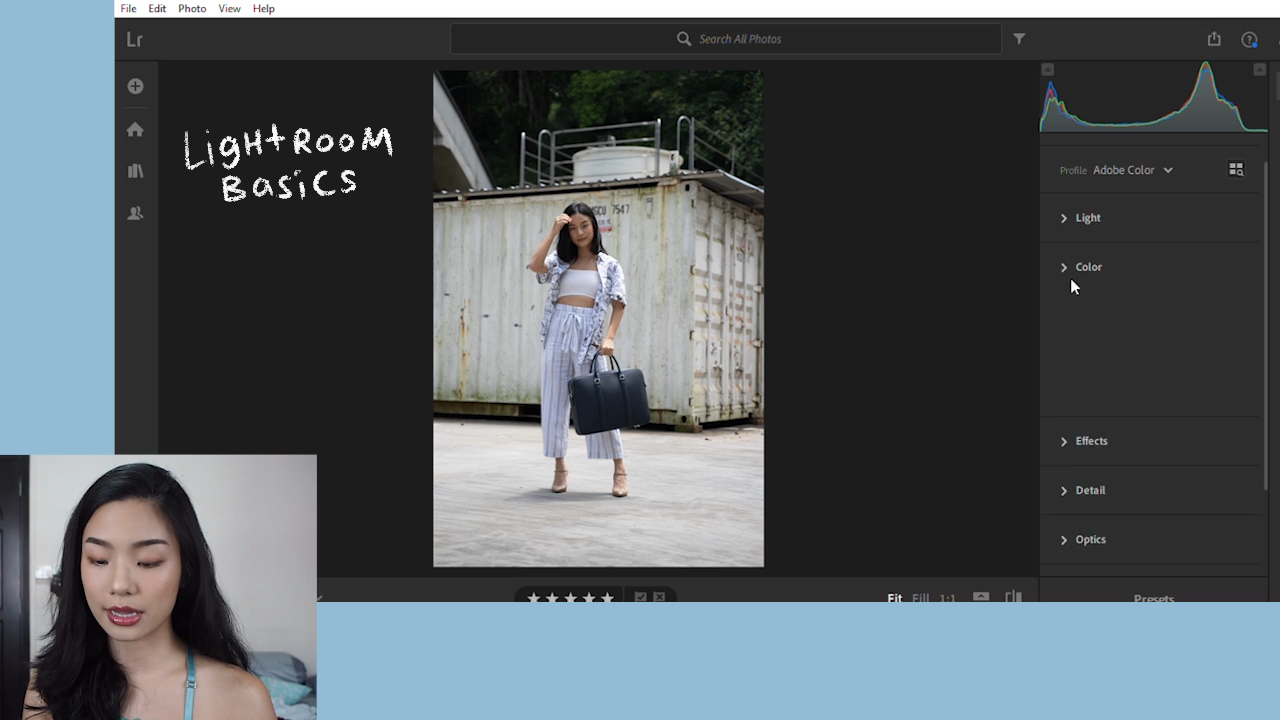 File Edit Photo View Help
Lr
Search All Photos
LightRoom
Basics
Profile Adobe Color
Light
Color
Effects
Detail
Optics
Fit Fill 1:1
Presets
7547